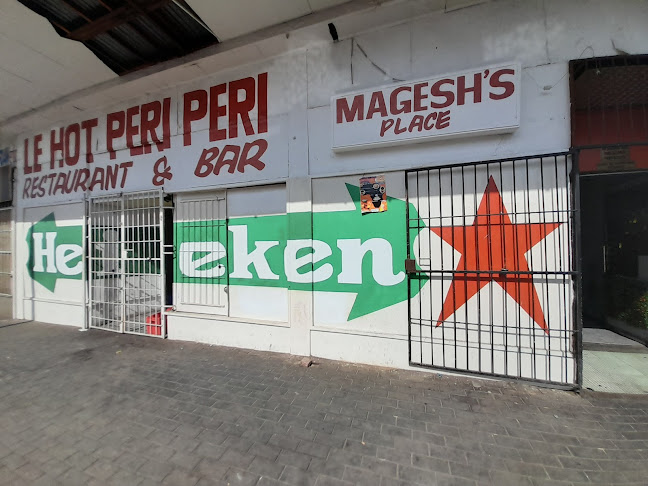 LE HOT PERI PERI
RESTAURANT & BAR
MAGESH'S
PLACE
He eken